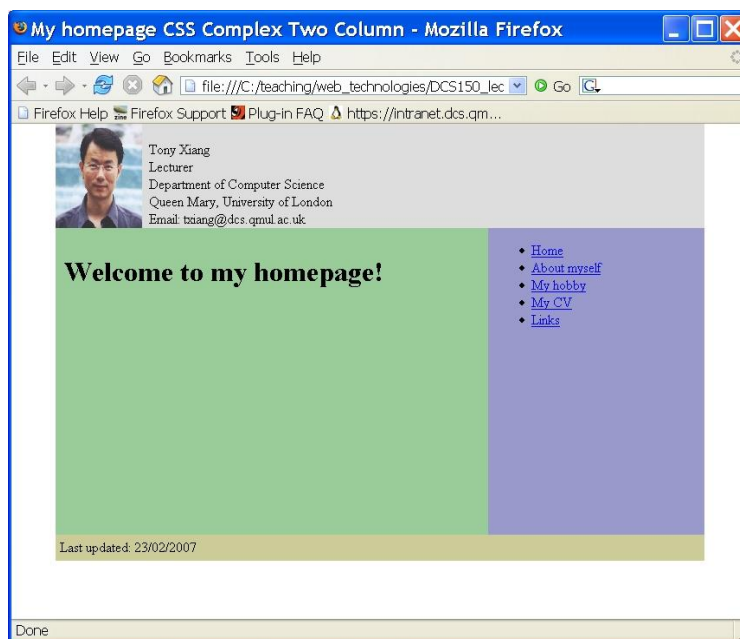 My homepage CSS Complex Two Column - Mozilla Firefox
File Edit View Go Bookmarks Tools Help
file:///C:/teaching/web_technologies/DCS150_lec Go G
Firefox Help Firefox Support Plug-in FAQ https://intranet.dcs.qm...
Tony Xiang
Lecturer
Department of Computer Science
Queen Mary, University of London
Email: txiang@dcs.qmul.ac.uk
Welcome to my homepage!
Home
About myself
My hobby
My CV
Links
Last updated: 23/02/2007
Done